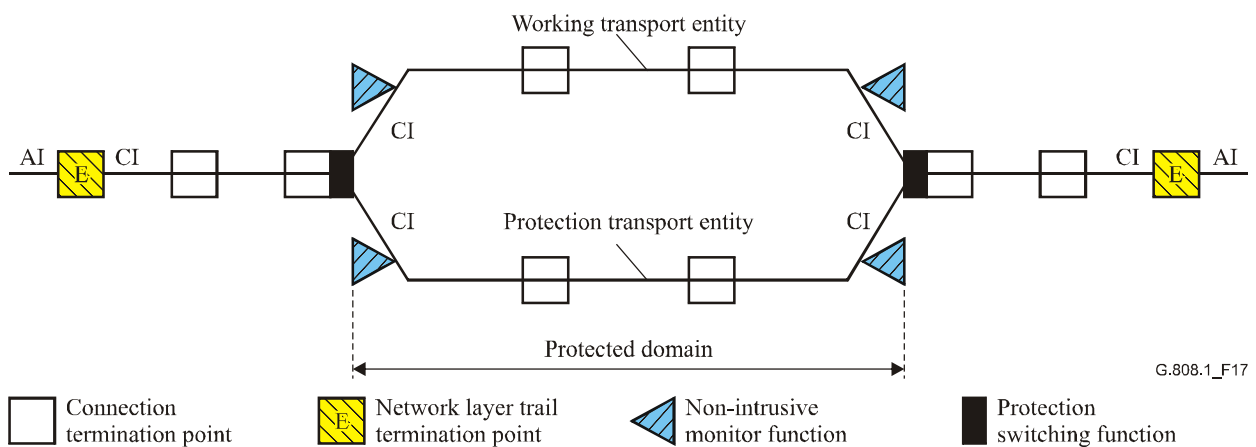 Working transport entity
CI
CI
AI
E
CI
CI
E
AI
CI
Protection transport entity
CI
Protected domain
G.808.1_F17
Connection
termination point
E
Network layer trail
termination point
Non-intrusive
monitor function
Protection
switching function